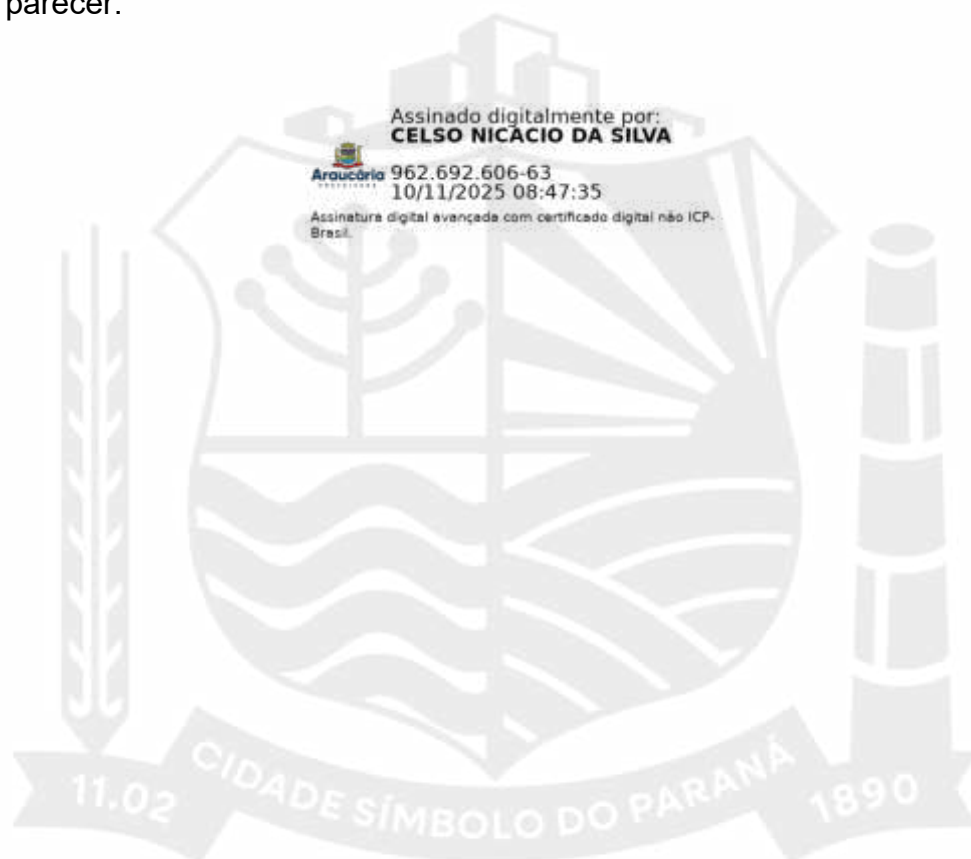 parecer.
Assinado digitalmente por:
CELSO NICACIO DA SILVA
Araucária
962.692.606-63
10/11/2025 08:47:35
Assinatura digital avançada com certificado digital não ICP-
Brasil.
11.02 CIDADE SÍMBOLO DO PARANÁ 1890